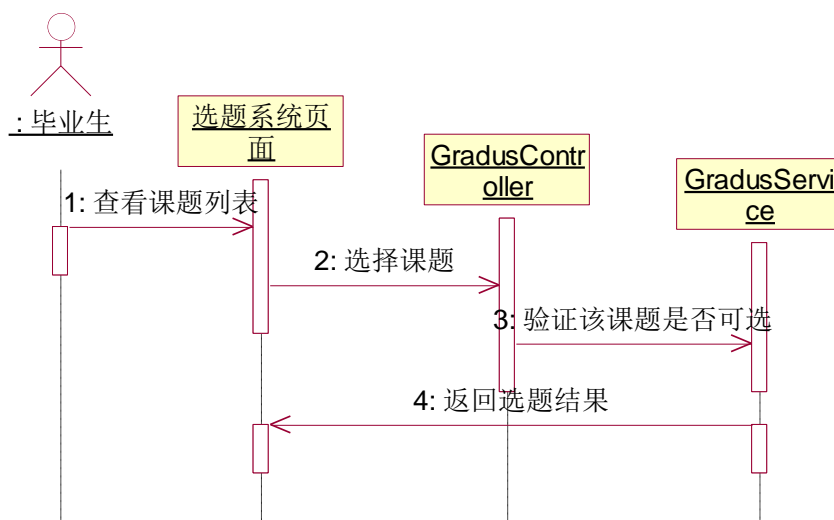 : 毕业生
选题系统页
面
GradusContr
oller
GradusServi
ce
1: 查看课题列表
2: 选择课题
3: 验证该课题是否可选
4: 返回选题结果